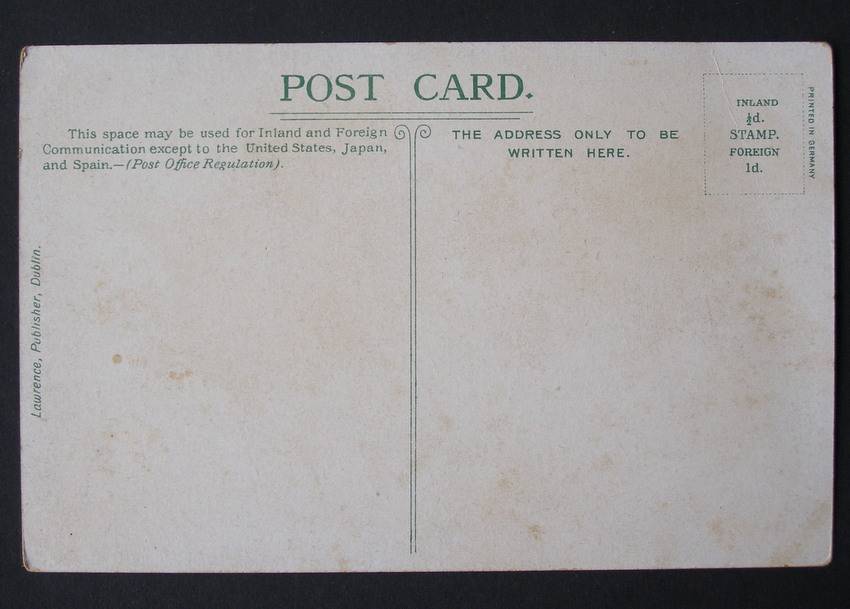 POST CARD.
This space may be used for Inland and Foreign
Communication except to the United States, Japan,
and Spain.—(Post Office Regulation).
THE ADDRESS ONLY TO BE
WRITTEN HERE.
INLAND
½d.
STAMP.
FOREIGN
1d.
PRINTED IN GERMANY
Lawrence, Publisher, Dublin.